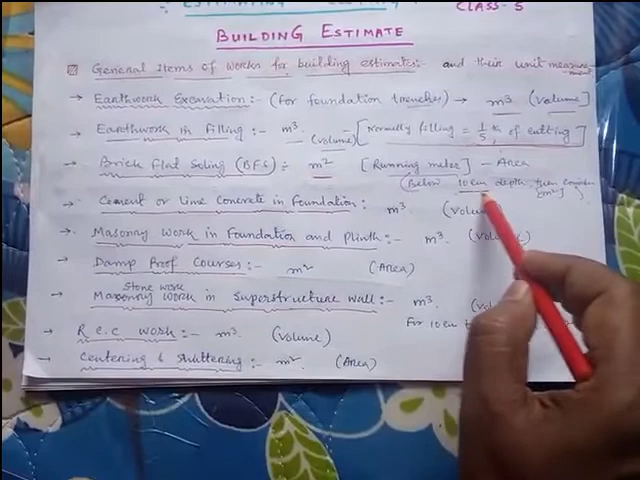 CLASS-5
BUILDING ESTIMATE
General Items of works for building estimates:- and their unit measurement
→ Earthwork Excavation:- (For foundation trenches) → m³ (Volume)
→ Earthwork in filling:- m³ (Volume) - [Normally filling = 1/5 th of cutting]
→ Brick Flat Soling (BFS):- m² [Running meter] - Area
(Below 10 cm depth then consider m²)
→ Cement or Lime Concrete in Foundation: m³
→ Masonry work in Foundation and Plinth:- m³
→ Damp Proof Courses:- m² (Area)
Stone work
→ Masonry work in Superstructure wall:- m³
For 10 cm
→ R.C.C work:- m³ (Volume)
→ Centering & Shuttering:- m² (Area)